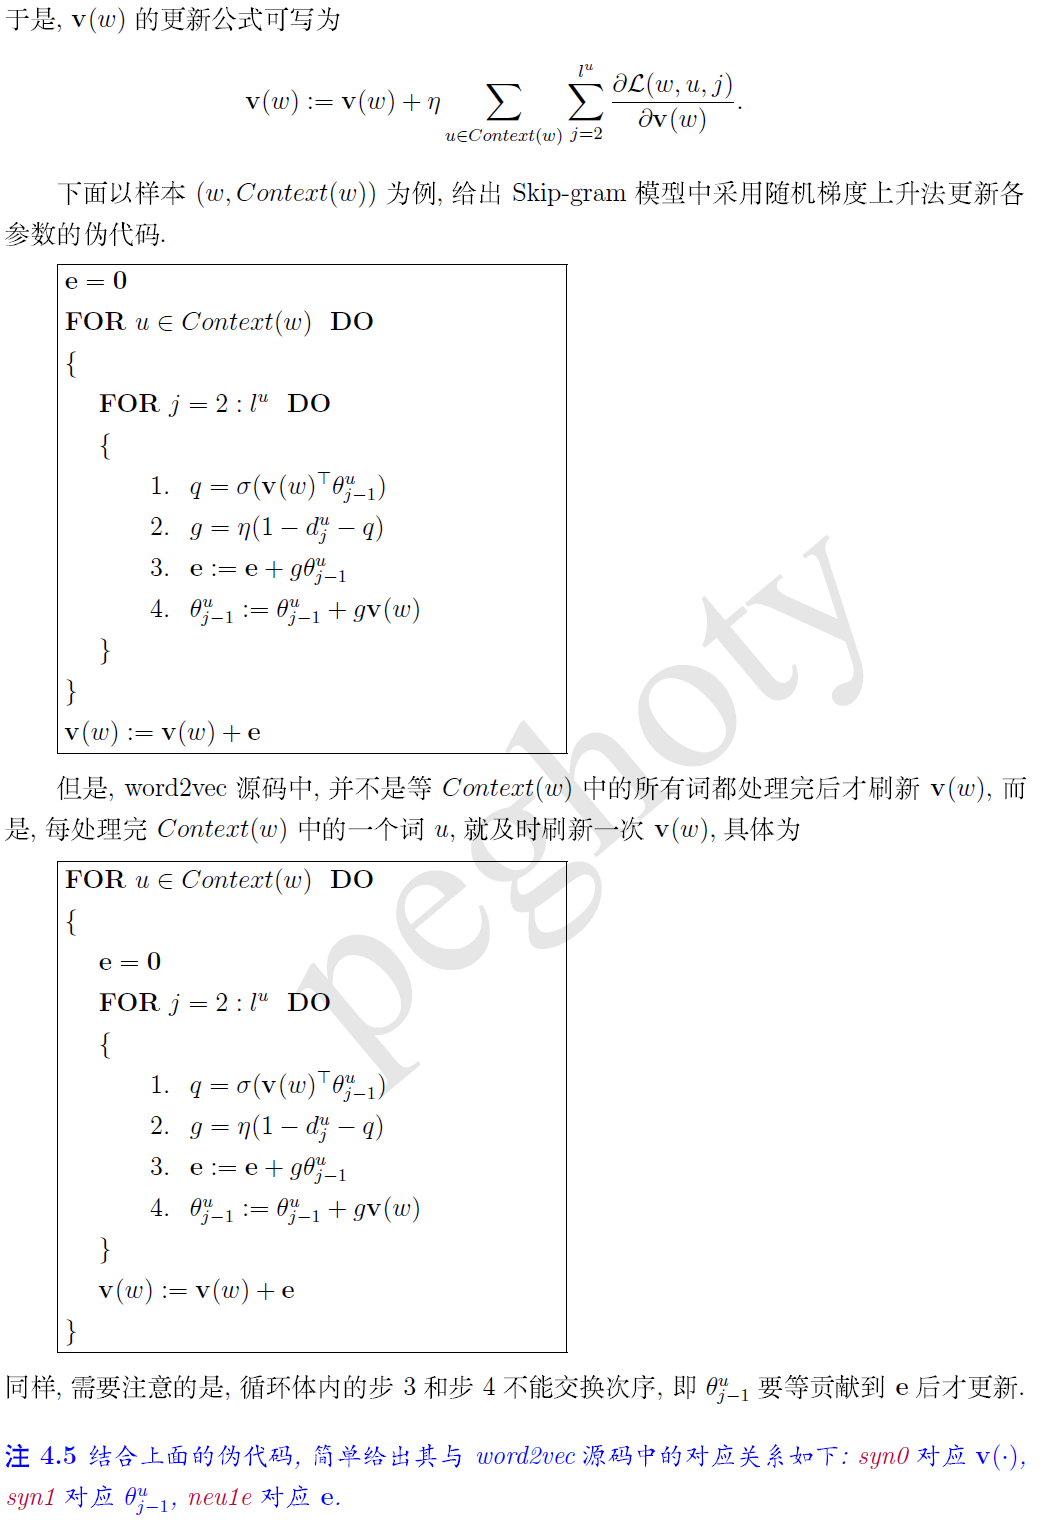 于是, v(w) 的更新公式可写为
v(w) := v(w) + η ∑_{u∈Context(w)} ∑_{j=2}^{l^u} ∂L(w, u, j) / ∂v(w).
下面以样本 (w, Context(w)) 为例, 给出 Skip-gram 模型中采用随机梯度上升法更新各
参数的伪代码.
e = 0
FOR u ∈ Context(w) DO
{
FOR j = 2 : l^u DO
{
1. q = σ(v(w)^⊤ θ^u_{j−1})
2. g = η(1 − d^u_j − q)
3. e := e + gθ^u_{j−1}
4. θ^u_{j−1} := θ^u_{j−1} + gv(w)
}
}
v(w) := v(w) + e
但是, word2vec 源码中, 并不是等 Context(w) 中的所有词都处理完后才刷新 v(w), 而
是, 每处理完 Context(w) 中的一个词 u, 就及时刷新一次 v(w), 具体为
FOR u ∈ Context(w) DO
{
e = 0
FOR j = 2 : l^u DO
{
1. q = σ(v(w)^⊤ θ^u_{j−1})
2. g = η(1 − d^u_j − q)
3. e := e + gθ^u_{j−1}
4. θ^u_{j−1} := θ^u_{j−1} + gv(w)
}
v(w) := v(w) + e
}
同样, 需要注意的是, 循环体内的步 3 和步 4 不能交换次序, 即 θ^u_{j−1} 要等贡献到 e 后才更新.
注 4.5 结合上面的伪代码, 简单给出其与 word2vec 源码中的对应关系如下: syn0 对应 v(·),
syn1 对应 θ^u_{j−1}, neu1e 对应 e.
peghoty